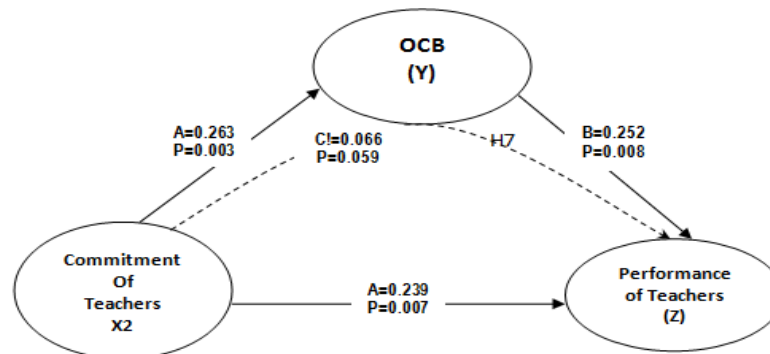 OCB
(Y)
A=0.263
P=0.003
C!=0.066
P=0.059
H7
B=0.252
P=0.008
Commitment
Of
Teachers
X2
A=0.239
P=0.007
Performance
of Teachers
(Z)